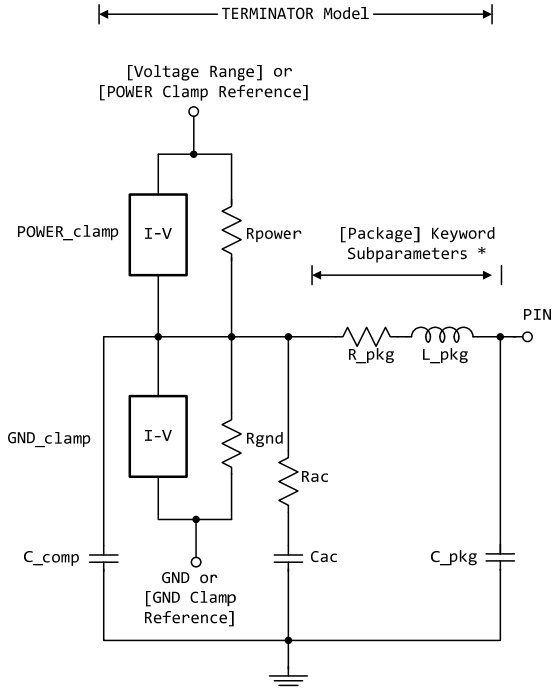 TERMINATOR Model
[Voltage Range] or
[POWER Clamp Reference]
POWER_clamp
I-V
Rpower
[Package] Keyword
Subparameters *
PIN
R_pkg
L_pkg
GND_clamp
I-V
Rgnd
Rac
C_comp
Cac
C_pkg
GND or
[GND Clamp
Reference]